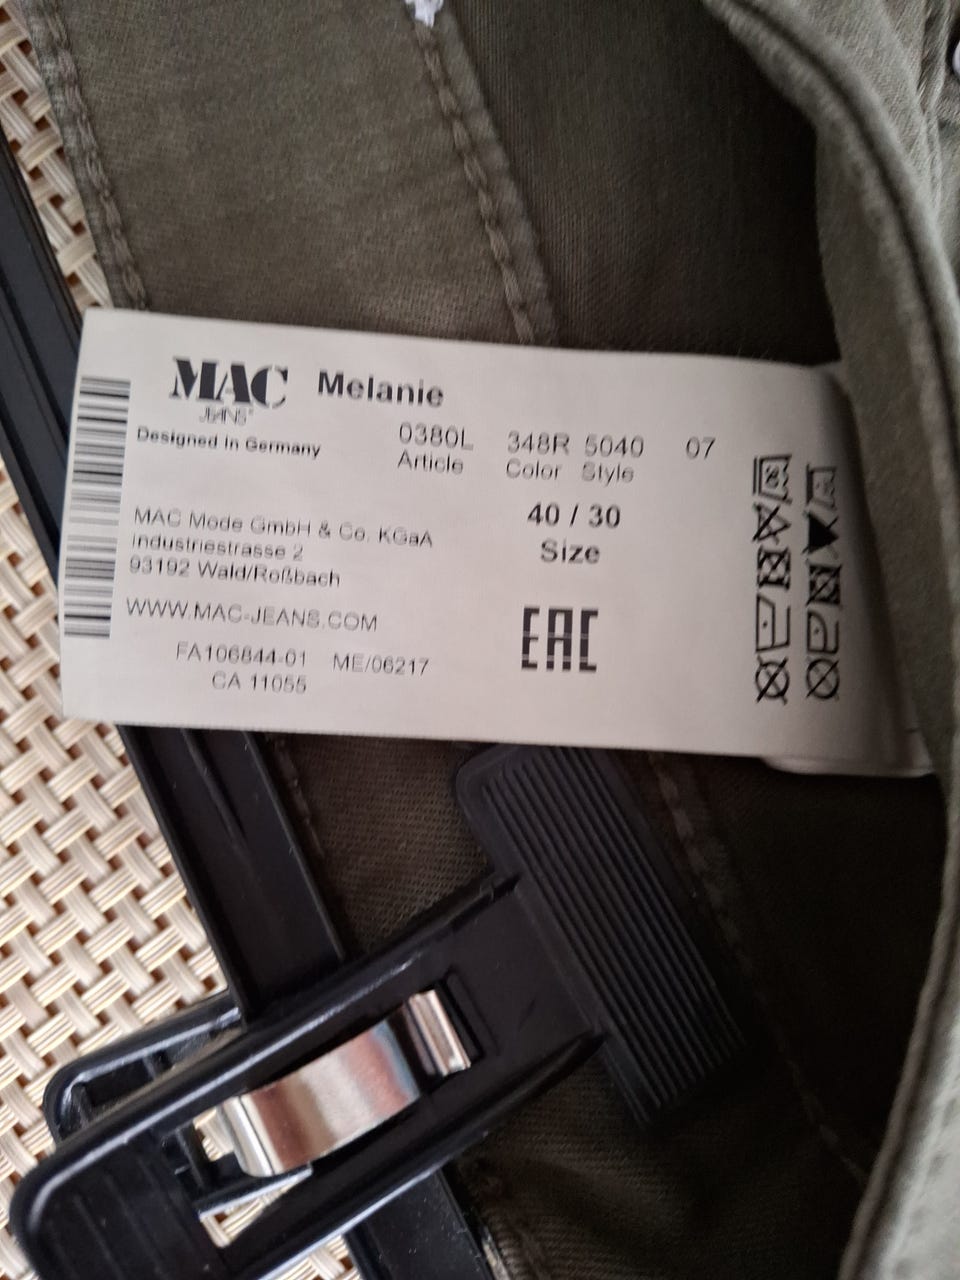 MAC Melanie
JEANS®
Designed in Germany
0380L 348R 5040 07
Article Color Style
MAC Mode GmbH & Co. KGaA
Industriestrasse 2
93192 Wald/Roßbach
40 / 30
Size
WWW.MAC-JEANS.COM
FA106844-01 ME/06217
CA 11055
EAC